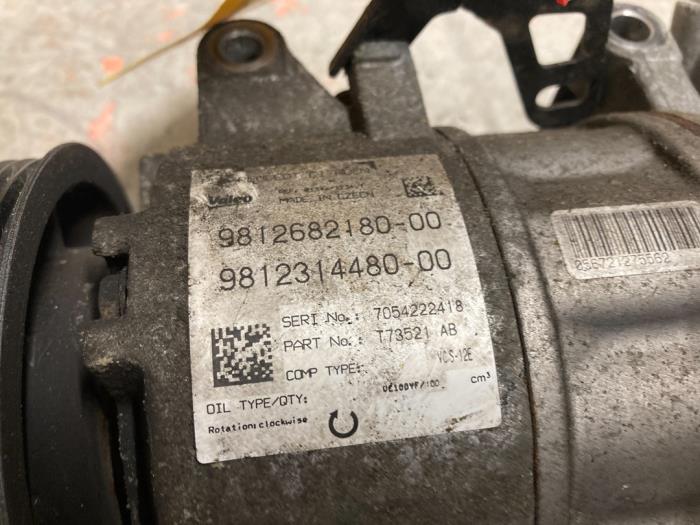 Valeo MADE IN CZECH
9812682180-00
9812314480-00
SERI No.: 7054222418
PART No.: T73521 AB
COMP TYPE: VCS-12E
OIL TYPE/QTY: cm³
Rotation:clockwise